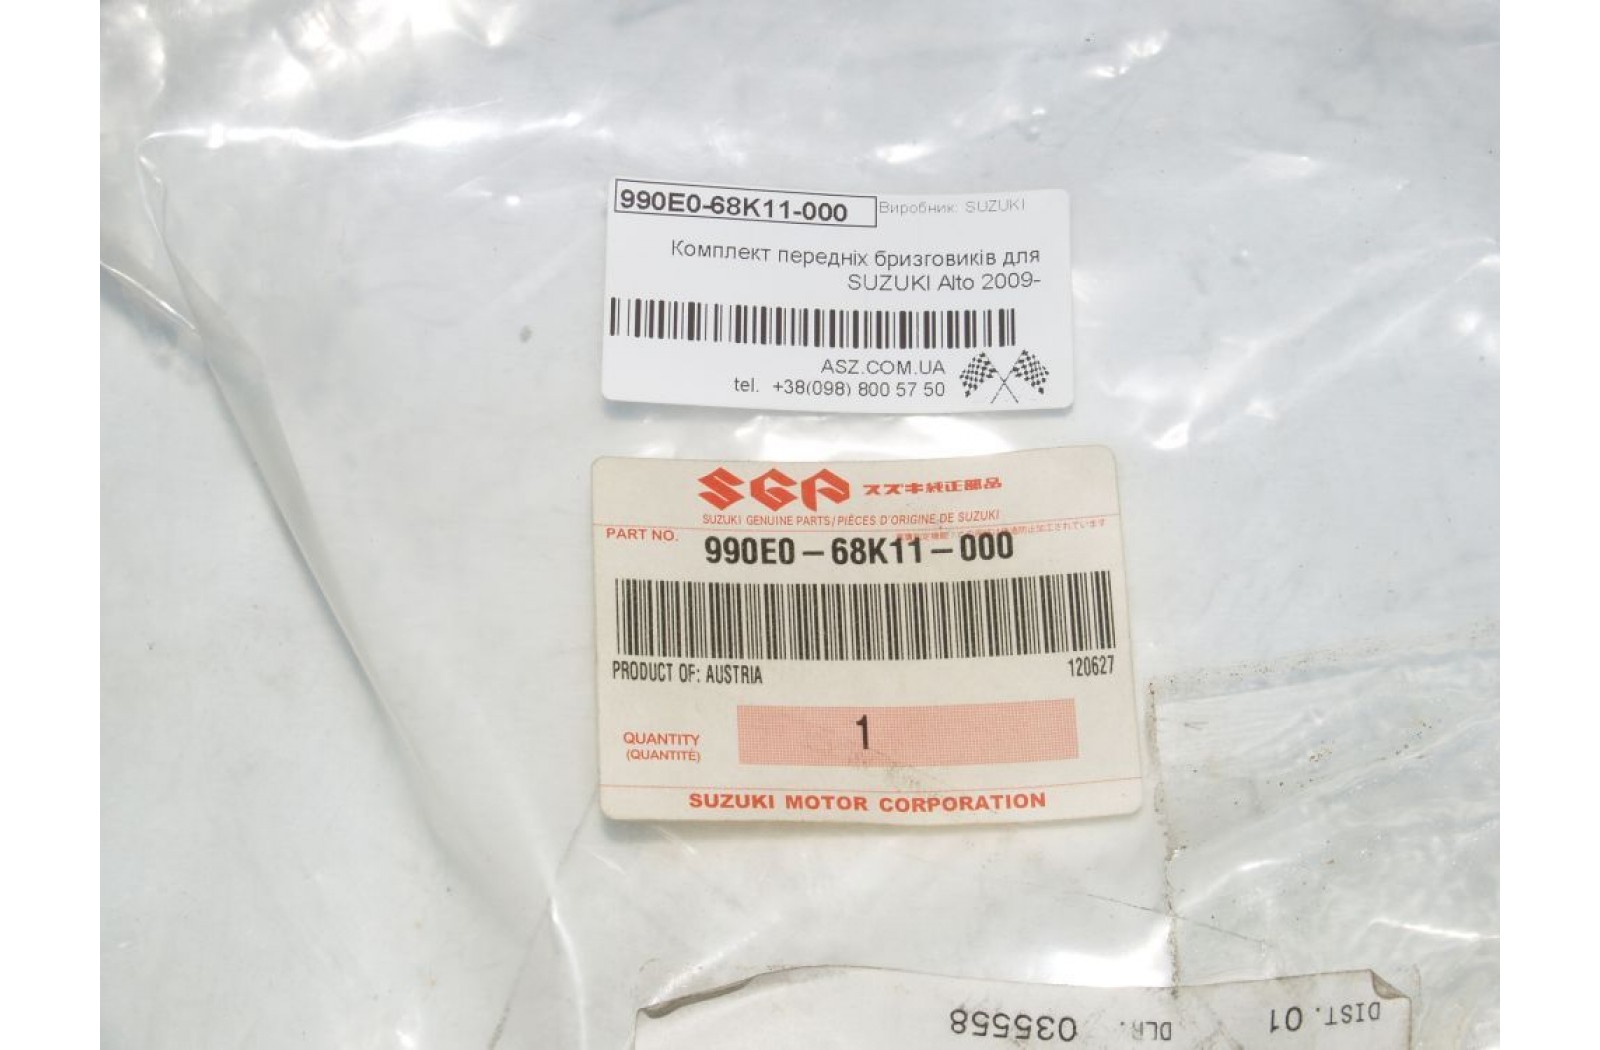 990E0-68K11-000 Виробник: SUZUKI
Комплект передніх бризговиків для
SUZUKI Alto 2009-
ASZ.COM.UA
tel. +38(098) 800 57 50
SGP スズキ純正部品
SUZUKI GENUINE PARTS/PIÈCES D'ORIGINE DE SUZUKI
PART NO. 990E0-68K11-000
PRODUCT OF: AUSTRIA 120627
QUANTITY 1
(QUANTITÉ)
SUZUKI MOTOR CORPORATION
DIST. 01 DLR. 035558